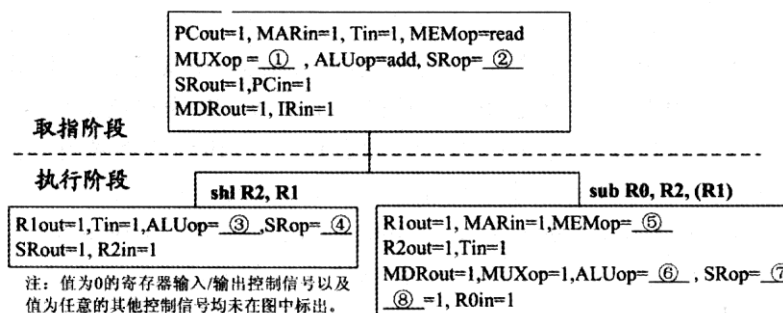 PCout=1, MARin=1, Tin=1, MEMop=read
MUXop = ① , ALUop=add, SRop= ②
SRout=1,PCin=1
MDRout=1, IRin=1
取指阶段
执行阶段
shl R2, R1
sub R0, R2, (R1)
R1out=1,Tin=1,ALUop= ③ ,SRop= ④
SRout=1, R2in=1
R1out=1, MARin=1,MEMop= ⑤
R2out=1,Tin=1
MDRout=1,MUXop=1,ALUop= ⑥ , SRop= ⑦
⑧ =1, R0in=1
注：值为0的寄存器输入/输出控制信号以及
值为任意的其他控制信号均未在图中标出。